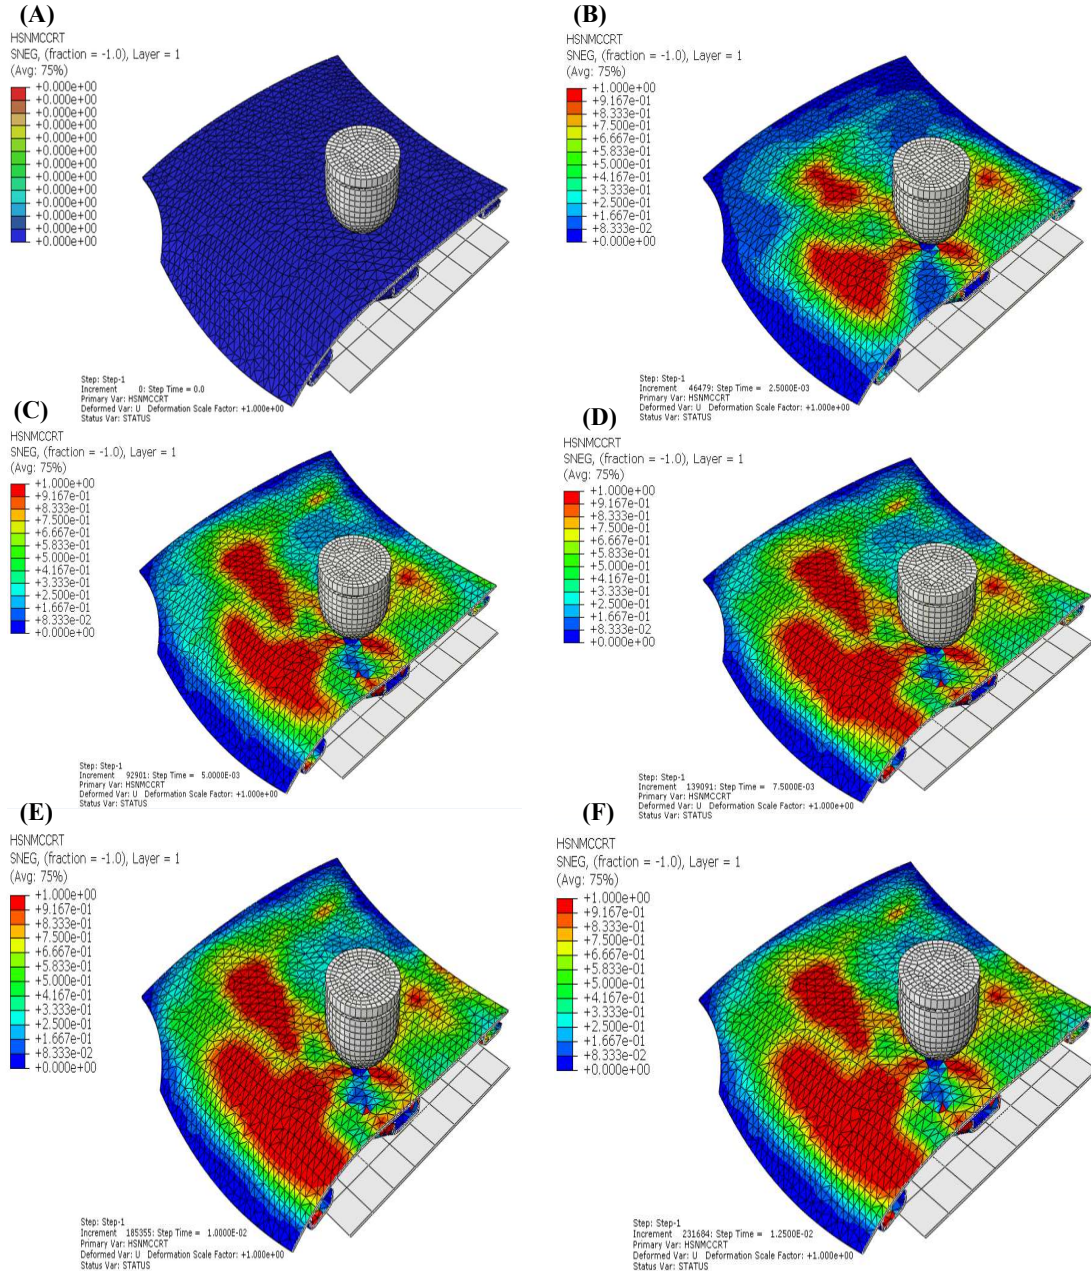 (A)
HSNMCCRT
SNEG, (fraction = -1.0), Layer = 1
(Avg: 75%)
+0.000e+00
+0.000e+00
+0.000e+00
+0.000e+00
+0.000e+00
+0.000e+00
+0.000e+00
+0.000e+00
+0.000e+00
+0.000e+00
+0.000e+00
+0.000e+00
+0.000e+00
Step: Step-1
Increment 0: Step Time = 0.0
Primary Var: HSNMCCRT
Deformed Var: U Deformation Scale Factor: +1.000e+00
Status Var: STATUS
(B)
HSNMCCRT
SNEG, (fraction = -1.0), Layer = 1
(Avg: 75%)
+1.000e+00
+9.167e-01
+8.333e-01
+7.500e-01
+6.667e-01
+5.833e-01
+5.000e-01
+4.167e-01
+3.333e-01
+2.500e-01
+1.667e-01
+8.333e-02
+0.000e+00
Step: Step-1
Increment 46479: Step Time = 2.5000E-03
Primary Var: HSNMCCRT
Deformed Var: U Deformation Scale Factor: +1.000e+00
Status Var: STATUS
(C)
HSNMCCRT
SNEG, (fraction = -1.0), Layer = 1
(Avg: 75%)
+1.000e+00
+9.167e-01
+8.333e-01
+7.500e-01
+6.667e-01
+5.833e-01
+5.000e-01
+4.167e-01
+3.333e-01
+2.500e-01
+1.667e-01
+8.333e-02
+0.000e+00
Step: Step-1
Increment 92901: Step Time = 5.0000E-03
Primary Var: HSNMCCRT
Deformed Var: U Deformation Scale Factor: +1.000e+00
Status Var: STATUS
(D)
HSNMCCRT
SNEG, (fraction = -1.0), Layer = 1
(Avg: 75%)
+1.000e+00
+9.167e-01
+8.333e-01
+7.500e-01
+6.667e-01
+5.833e-01
+5.000e-01
+4.167e-01
+3.333e-01
+2.500e-01
+1.667e-01
+8.333e-02
+0.000e+00
Step: Step-1
Increment 139091: Step Time = 7.5000E-03
Primary Var: HSNMCCRT
Deformed Var: U Deformation Scale Factor: +1.000e+00
Status Var: STATUS
(E)
HSNMCCRT
SNEG, (fraction = -1.0), Layer = 1
(Avg: 75%)
+1.000e+00
+9.167e-01
+8.333e-01
+7.500e-01
+6.667e-01
+5.833e-01
+5.000e-01
+4.167e-01
+3.333e-01
+2.500e-01
+1.667e-01
+8.333e-02
+0.000e+00
Step: Step-1
Increment 185355: Step Time = 1.0000E-02
Primary Var: HSNMCCRT
Deformed Var: U Deformation Scale Factor: +1.000e+00
Status Var: STATUS
(F)
HSNMCCRT
SNEG, (fraction = -1.0), Layer = 1
(Avg: 75%)
+1.000e+00
+9.167e-01
+8.333e-01
+7.500e-01
+6.667e-01
+5.833e-01
+5.000e-01
+4.167e-01
+3.333e-01
+2.500e-01
+1.667e-01
+8.333e-02
+0.000e+00
Step: Step-1
Increment 231684: Step Time = 1.2500E-02
Primary Var: HSNMCCRT
Deformed Var: U Deformation Scale Factor: +1.000e+00
Status Var: STATUS